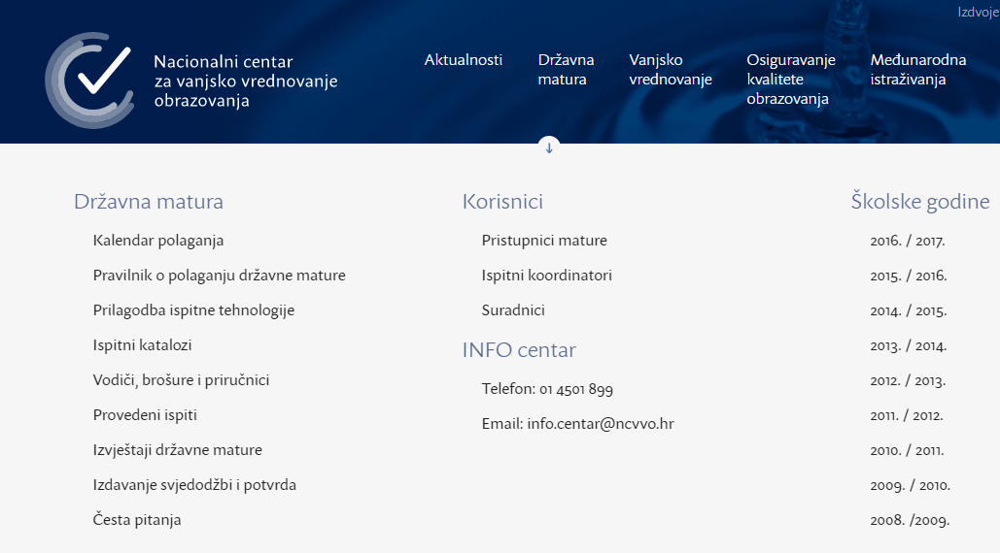 Izdvoje
Nacionalni centar
za vanjsko vrednovanje
obrazovanja
Aktualnosti
Državna
matura
Vanjsko
vrednovanje
Osiguravanje
kvalitete
obrazovanja
Međunarodna
istraživanja
Državna matura
Kalendar polaganja
Pravilnik o polaganju državne mature
Prilagodba ispitne tehnologije
Ispitni katalozi
Vodiči, brošure i priručnici
Provedeni ispiti
Izvještaji državne mature
Izdavanje svjedodžbi i potvrda
Česta pitanja
Korisnici
Pristupnici mature
Ispitni koordinatori
Suradnici
INFO centar
Telefon: 01 4501 899
Email: info.centar@ncvvo.hr
Školske godine
2016. / 2017.
2015. / 2016.
2014. / 2015.
2013. / 2014.
2012. / 2013.
2011. / 2012.
2010. / 2011.
2009. / 2010.
2008. /2009.